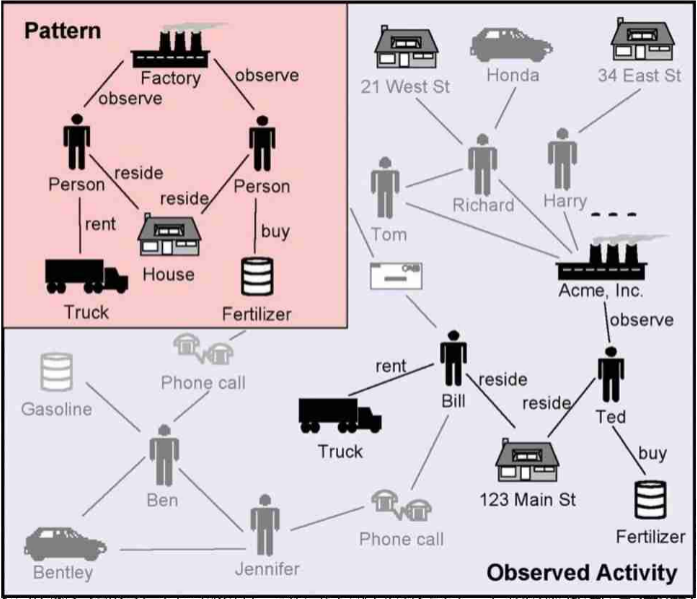 Pattern
Factory
observe
observe
Person
Person
reside
reside
rent
buy
House
Truck
Fertilizer
21 West St
Honda
34 East St
Tom
Richard
Harry
Acme, Inc.
observe
rent
Bill
reside
reside
Ted
Truck
buy
123 Main St
Fertilizer
Phone call
Gasoline
Ben
Phone call
Bentley
Jennifer
Observed Activity